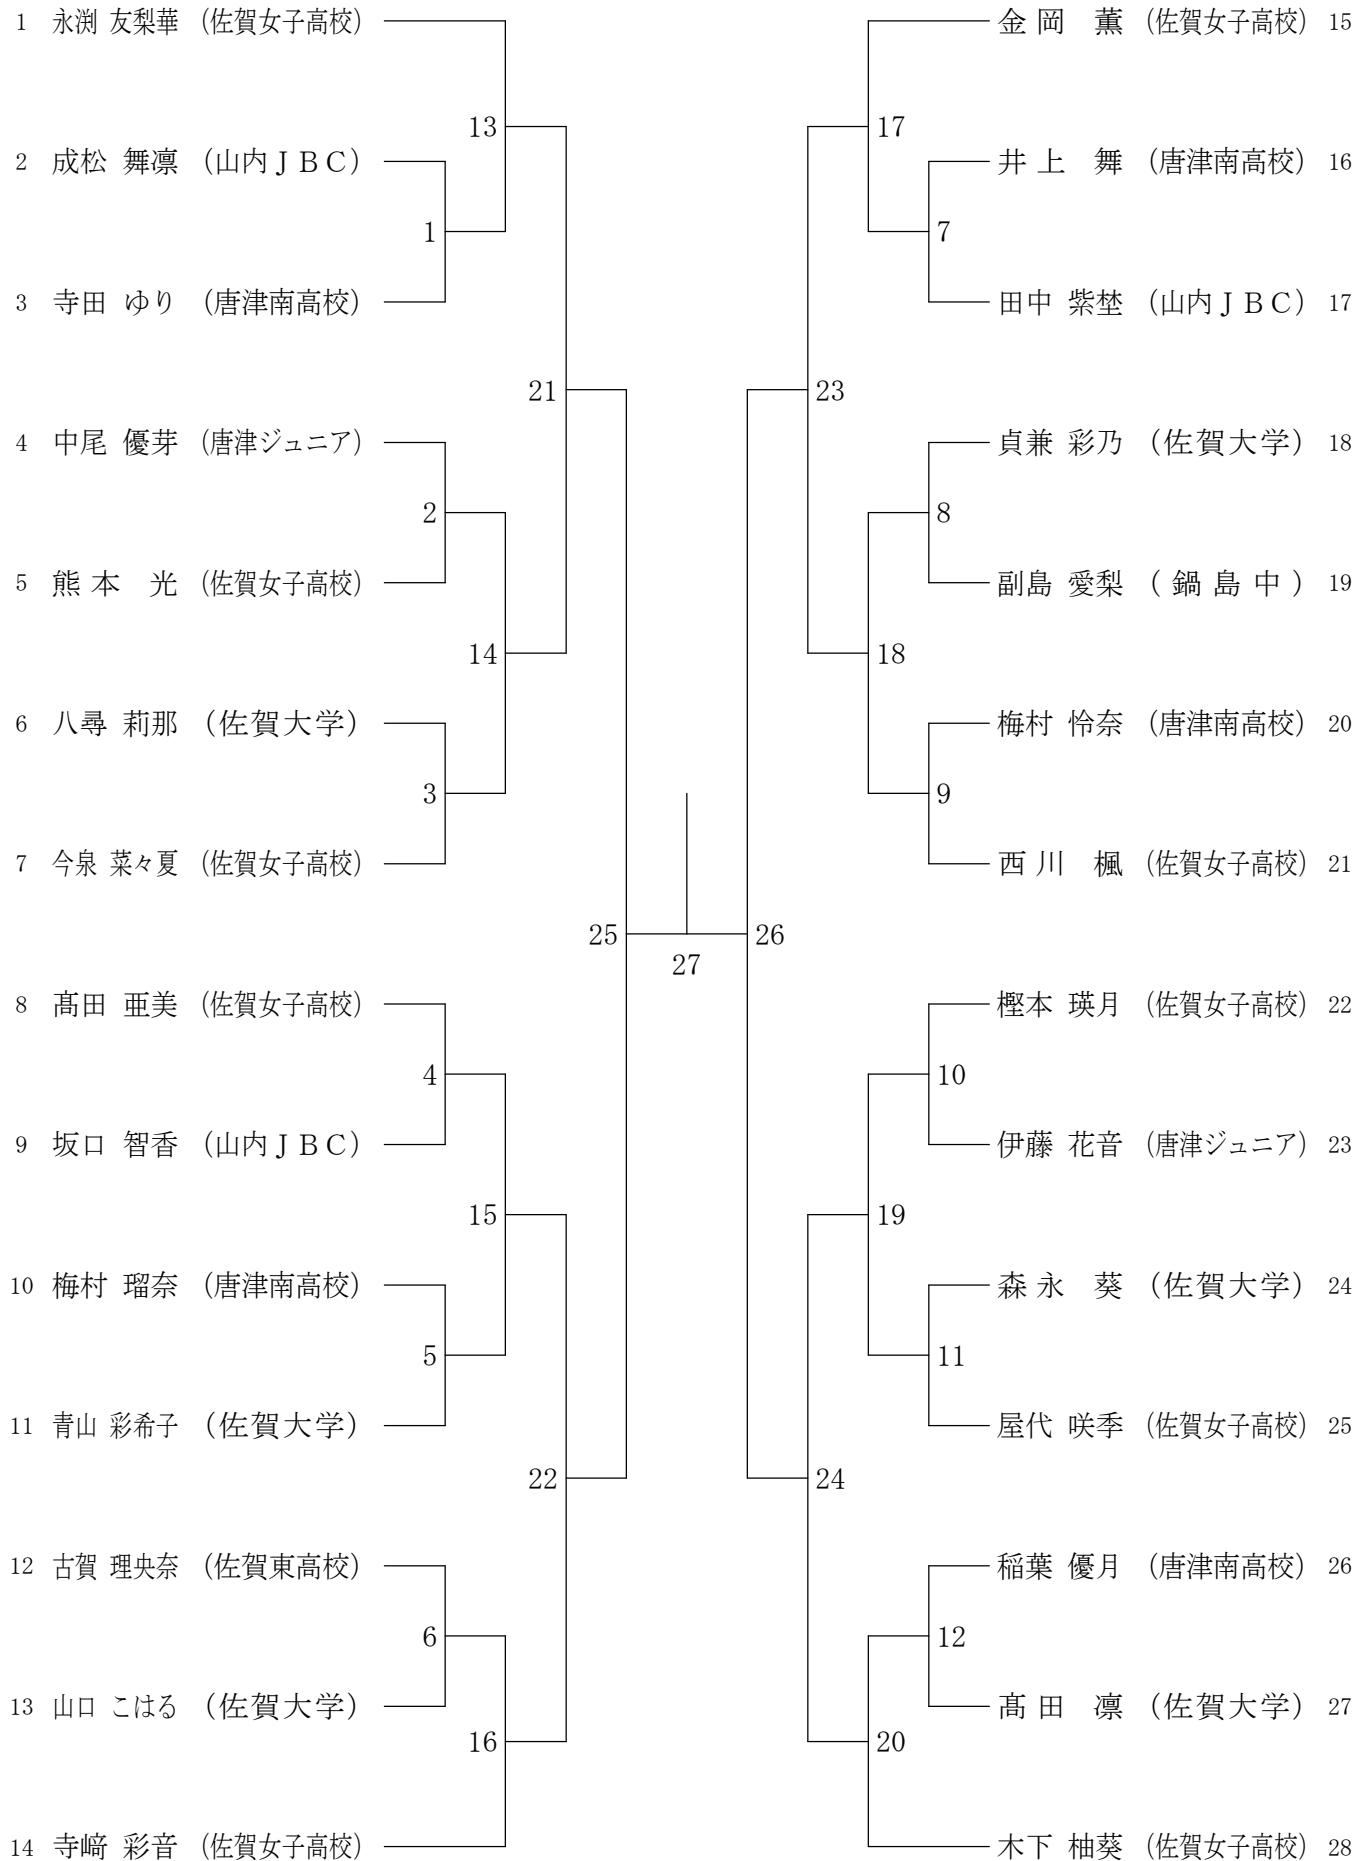 1 永渕 友梨華 （佐賀女子高校）
13
2 成松 舞凛 （山内ＪＢＣ）
1
3 寺田 ゆり （唐津南高校）
21
4 中尾 優芽 （唐津ジュニア）
2
5 熊本 光 （佐賀女子高校）
14
6 八尋 莉那 （佐賀大学）
3
7 今泉 菜々夏 （佐賀女子高校）
25
8 髙田 亜美 （佐賀女子高校）
4
9 坂口 智香 （山内ＪＢＣ）
15
10 梅村 瑠奈 （唐津南高校）
5
11 青山 彩希子 （佐賀大学）
22
12 古賀 理央奈 （佐賀東高校）
6
13 山口 こはる （佐賀大学）
16
14 寺﨑 彩音 （佐賀女子高校）
27
金岡 薫 （佐賀女子高校） 15
17
井上 舞 （唐津南高校） 16
7
田中 紫埜 （山内ＪＢＣ） 17
23
貞兼 彩乃 （佐賀大学） 18
8
副島 愛梨 （鍋島中） 19
18
梅村 怜奈 （唐津南高校） 20
9
西川 楓 （佐賀女子高校） 21
26
樫本 瑛月 （佐賀女子高校） 22
10
伊藤 花音 （唐津ジュニア） 23
19
森永 葵 （佐賀大学） 24
11
屋代 咲季 （佐賀女子高校） 25
24
稲葉 優月 （唐津南高校） 26
12
髙田 凛 （佐賀大学） 27
20
木下 柚葵 （佐賀女子高校） 28